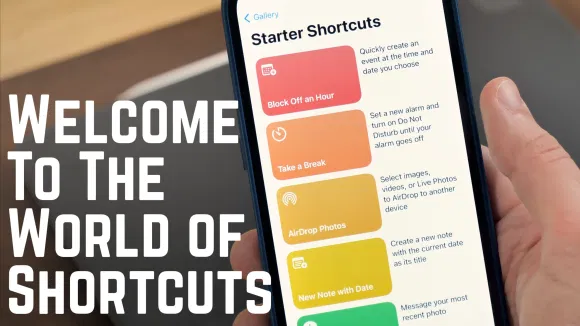 Welcome
To The
World of
Shortcuts
Gallery
Starter Shortcuts
Block Off an Hour
Quickly create an
event at the time and
date you choose
Take a Break
Set a new alarm and
turn on Do Not
Disturb until your
alarm goes off
AirDrop Photos
Select images,
videos, or Live Photos
to AirDrop to another
device
New Note with Date
Create a new note
with the current date
as its title
Message your most
recent photo